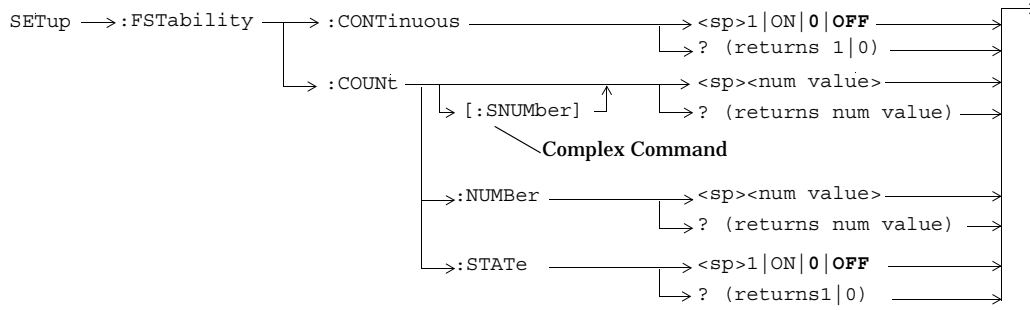 SETup :FSTability :CONTinuous <sp>1|ON|0|OFF
? (returns 1|0)
:COUNt <sp><num value>
[:SNUMber] ? (returns num value)
Complex Command
:NUMBer <sp><num value>
? (returns num value)
:STATe <sp>1|ON|0|OFF
? (returns1|0)